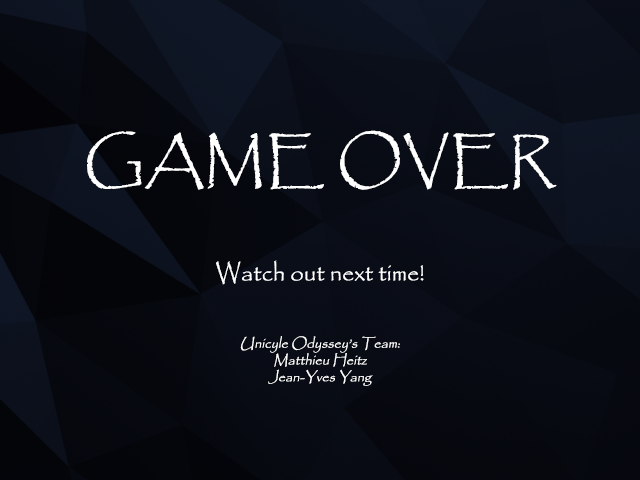 GAME OVER
Watch out next time!
Unicyle Odyssey's Team:
Matthieu Heitz
Jean-Yves Yang